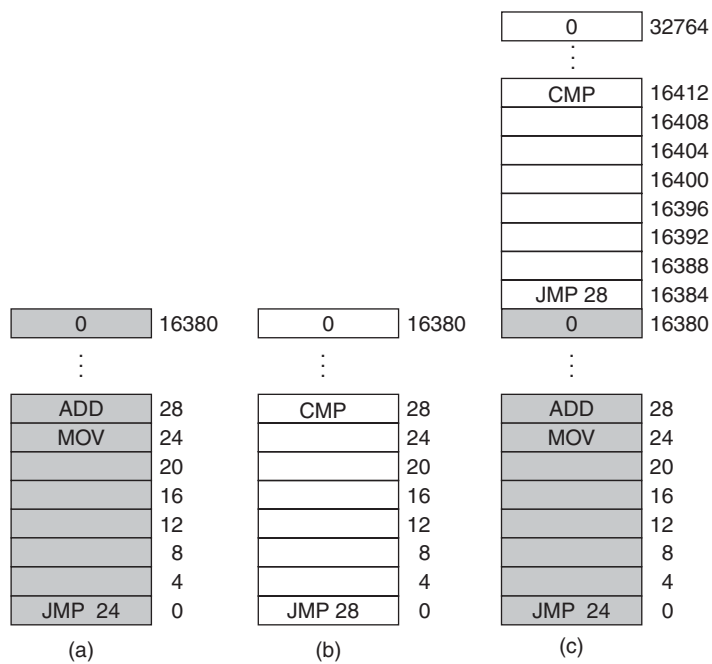 0 32764
CMP 16412
16408
16404
16400
16396
16392
16388
JMP 28 16384
0 16380
0 16380
0 16380
ADD 28
MOV 24
20
16
12
8
4
JMP 24 0
(a)
CMP 28
24
20
16
12
8
4
JMP 28 0
(b)
ADD 28
MOV 24
20
16
12
8
4
JMP 24 0
(c)